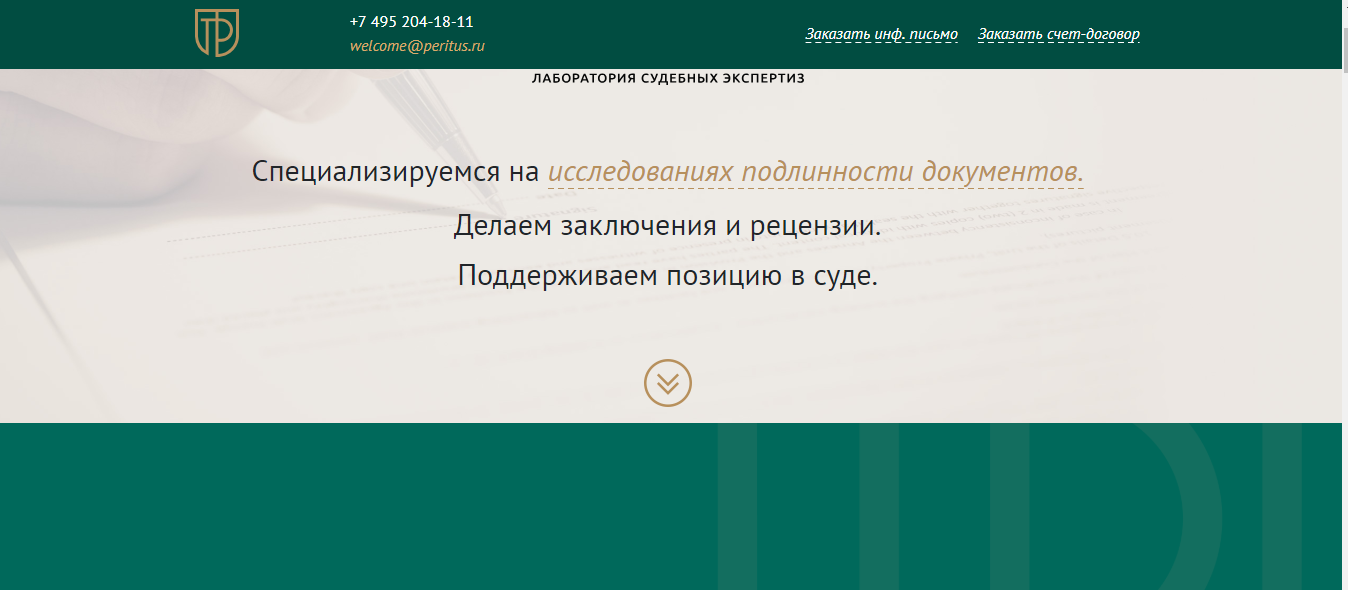 +7 495 204-18-11
welcome@peritus.ru
Заказать инф. письмо
Заказать счет-договор
ЛАБОРАТОРИЯ СУДЕБНЫХ ЭКСПЕРТИЗ
Специализируемся на исследованиях подлинности документов.
Делаем заключения и рецензии.
Поддерживаем позицию в суде.